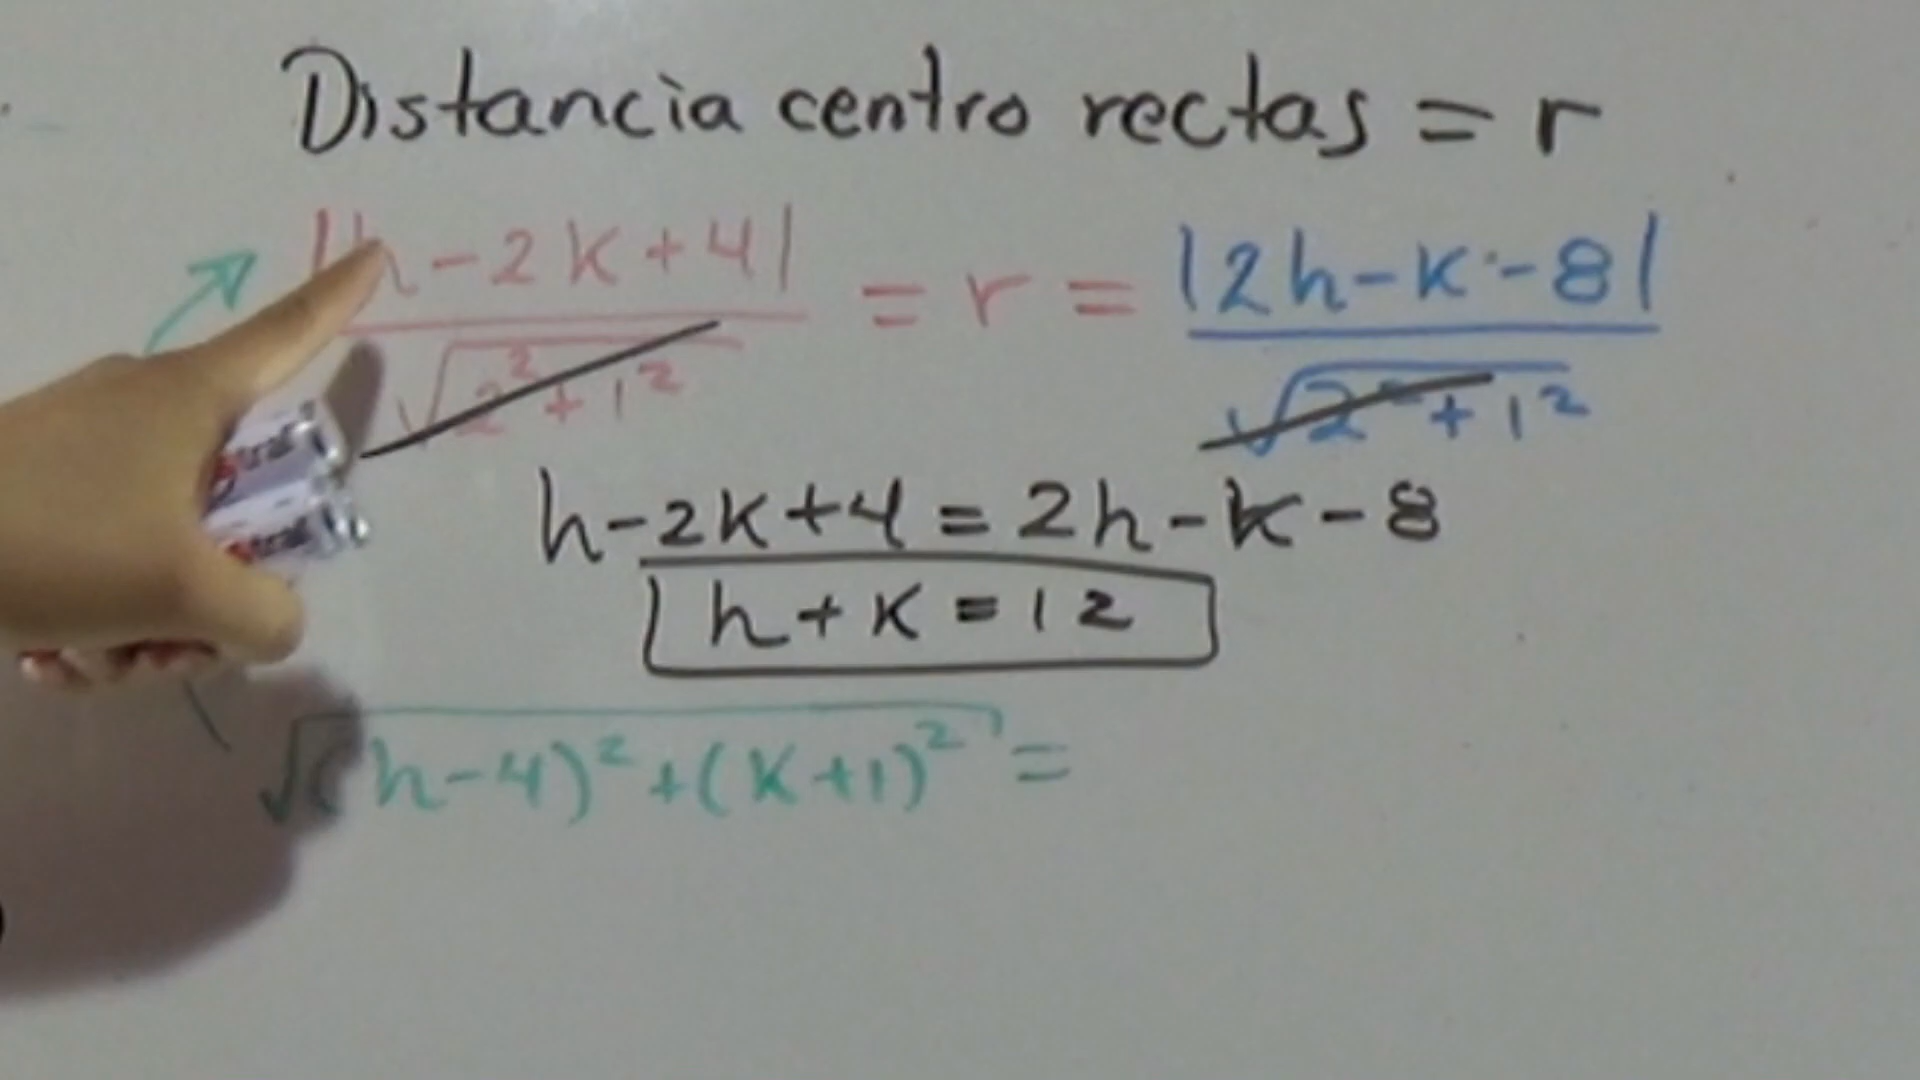 Distancia centro rectas = r
|h-2k+4| / √2²+1² = r = |2h-k-8| / √2²+1²
h-2k+4 = 2h-k-8
h+k=12
√(h-4)²+(k+1)² =